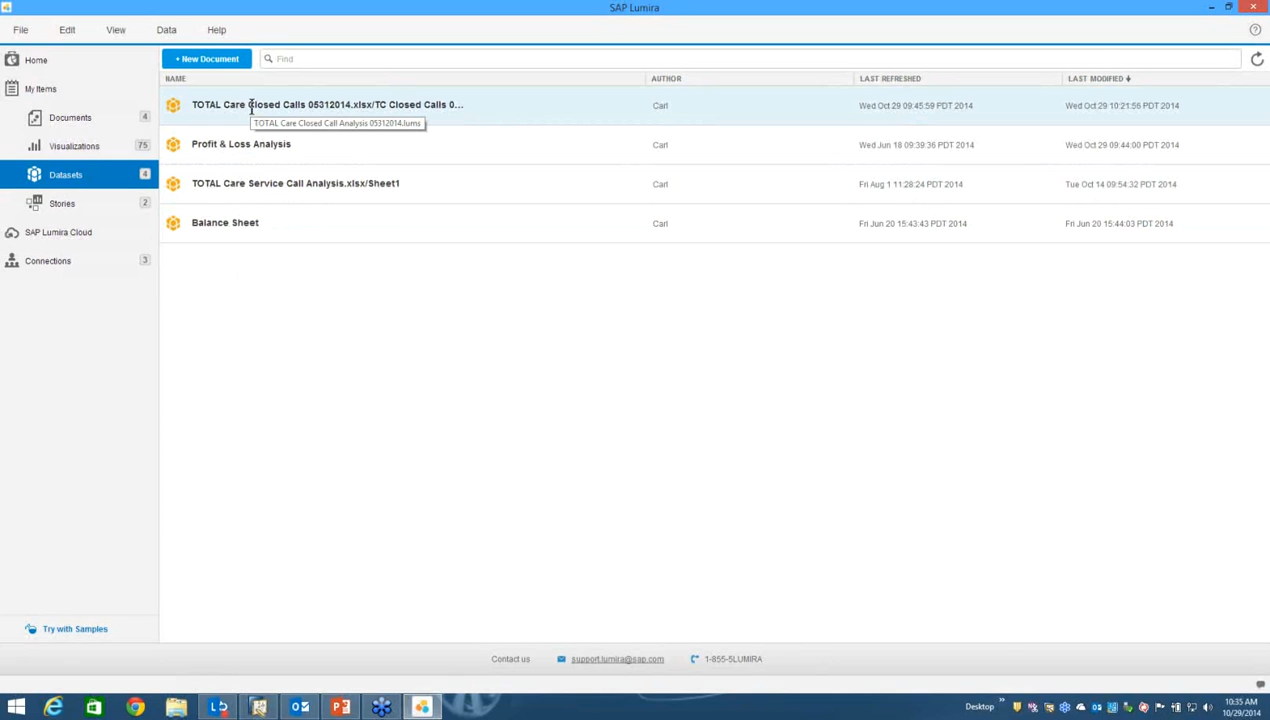 SAP Lumira
File Edit View Data Help
Home
+ New Document
Find
NAME AUTHOR LAST REFRESHED LAST MODIFIED
My Items
TOTAL Care Closed Calls 05312014.xlsx/TC Closed Calls 0... Carl Wed Oct 29 09:45:59 PDT 2014 Wed Oct 29 10:21:56 PDT 2014
Documents 4
TOTAL Care Closed Call Analysis 05312014.lums
Visualizations 75
Profit & Loss Analysis Carl Wed Jun 18 09:39:36 PDT 2014 Wed Oct 29 09:44:00 PDT 2014
Datasets 4
TOTAL Care Service Call Analysis.xlsx/Sheet1 Carl Fri Aug 1 11:28:24 PDT 2014 Tue Oct 14 09:54:32 PDT 2014
Stories 2
Balance Sheet Carl Fri Jun 20 15:43:43 PDT 2014 Fri Jun 20 15:44:03 PDT 2014
SAP Lumira Cloud
Connections 3
Try with Samples
Contact us support.lumira@sap.com 1-855-5LUMIRA
Desktop
10:35 AM
10/29/2014